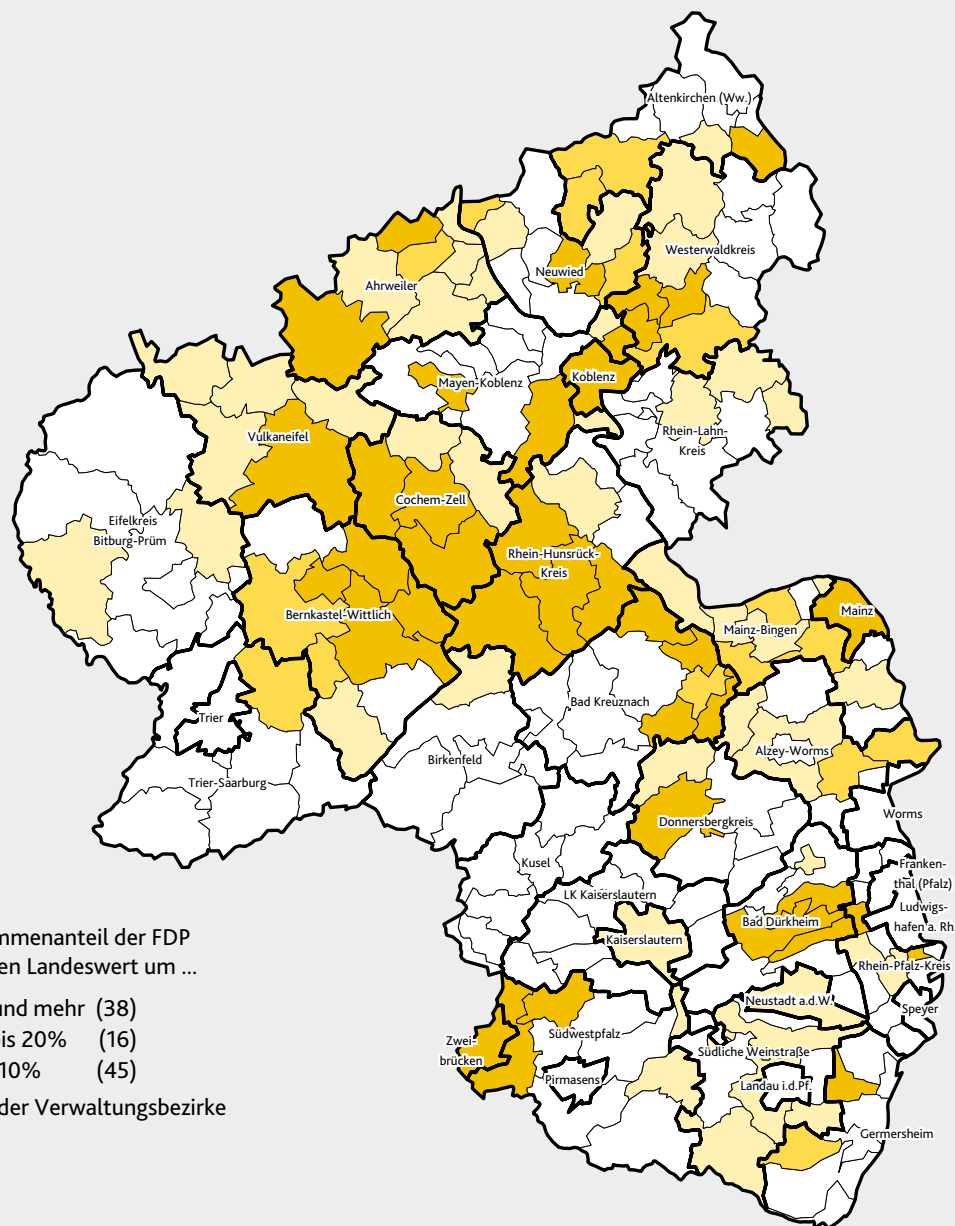 Altenkirchen (Ww.)
Westerwaldkreis
Neuwied
Ahrweiler
Koblenz
Mayen-Koblenz
Rhein-Lahn-
Kreis
Vulkaneifel
Cochem-Zell
Eifelkreis
Bitburg-Prüm
Rhein-Hunsrück-
Kreis
Bernkastel-Wittlich
Mainz
Mainz-Bingen
Bad Kreuznach
Trier
Alzey-Worms
Birkenfeld
Trier-Saarburg
Worms
Donnersbergkreis
Kusel
Franken-
thal (Pfalz)
LK Kaiserslautern
Ludwigs-
hafen a. Rh.
Bad Dürkheim
Kaiserslautern
Rhein-Pfalz-Kreis
Neustadt a.d.W.
Speyer
Südwestpfalz
Zwei-
brücken
Südliche Weinstraße
Pirmasens
Landau i.d.Pf.
Germersheim
mmenanteil der FDP
en Landeswert um ...
und mehr (38)
is 20% (16)
10% (45)
der Verwaltungsbezirke